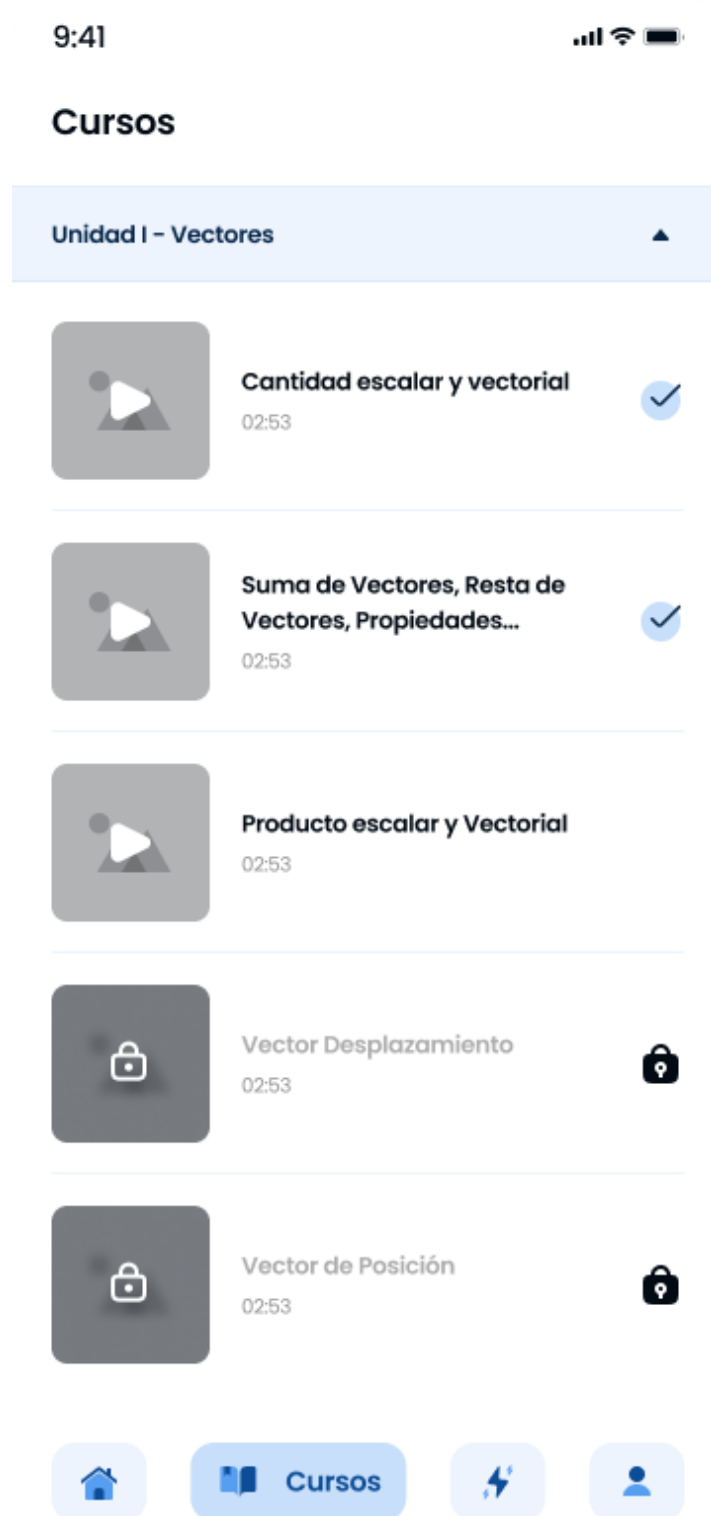 9:41
Cursos
Unidad I - Vectores
Cantidad escalar y vectorial
02:53
Suma de Vectores, Resta de
Vectores, Propiedades...
02:53
Producto escalar y Vectorial
02:53
Vector Desplazamiento
02:53
Vector de Posición
02:53
Cursos